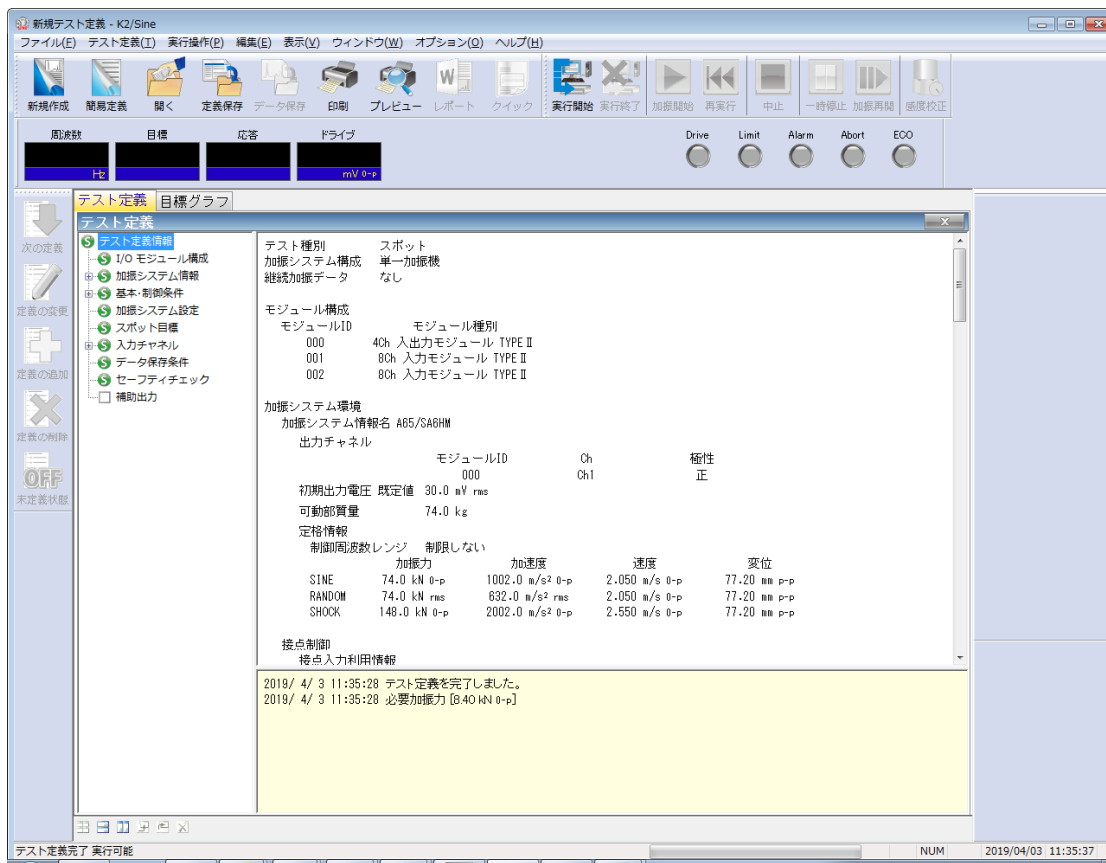 新規テスト定義 - K2/Sine
ファイル(F) テスト定義(T) 実行操作(P) 編集(E) 表示(V) ウィンドウ(W) オプション(O) ヘルプ(H)
新規作成 簡易定義 開く 定義保存 データ保存 印刷 プレビュー レポート クイック 実行開始 実行終了 加振開始 再実行 中止 一時停止 加振再開 感度校正
周波数 目標 応答 ドライブ Drive Limit Alarm Abort ECO
Hz mV 0-p
テスト定義 目標グラフ
テスト定義
次の定義
定義の変更
定義の追加
定義の削除
OFF
未定義状態
テスト定義情報
I/O モジュール構成
加振システム情報
基本・制御条件
加振システム設定
スポット目標
入力チャネル
データ保存条件
セーフティチェック
補助出力
テスト種別 スポット
加振システム構成 単一加振機
継続加振データ なし
モジュール構成
モジュールID モジュール種別
000 4Ch 入出力モジュール TYPEⅡ
001 8Ch 入力モジュール TYPEⅡ
002 8Ch 入力モジュール TYPEⅡ
加振システム環境
加振システム情報名 A65/SA6HM
出力チャネル
モジュールID Ch 極性
000 Ch1 正
初期出力電圧 既定値 30.0 mV rms
可動部質量 74.0 kg
定格情報
制御周波数レンジ 制限しない
加振力 加速度 速度 変位
SINE 74.0 kN 0-p 1002.0 m/s² 0-p 2.050 m/s 0-p 77.20 mm p-p
RANDOM 74.0 kN rms 632.0 m/s² rms 2.050 m/s 0-p 77.20 mm p-p
SHOCK 148.0 kN 0-p 2002.0 m/s² 0-p 2.550 m/s 0-p 77.20 mm p-p
接点制御
接点入力利用情報
2019/ 4/ 3 11:35:28 テスト定義を完了しました。
2019/ 4/ 3 11:35:28 必要加振力 [8.40 kN 0-p]
テスト定義完了 実行可能 NUM 2019/04/03 11:35:37